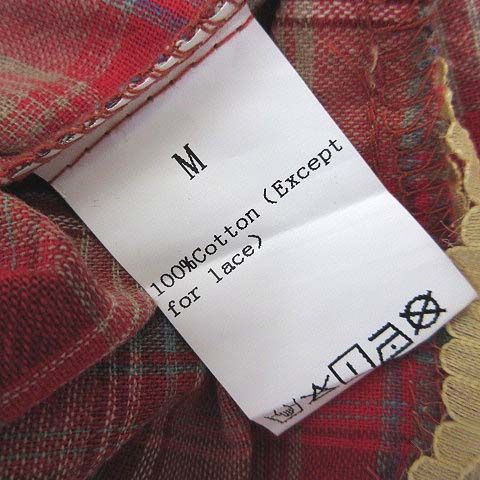 M
100%Cotton (Except
for lace)